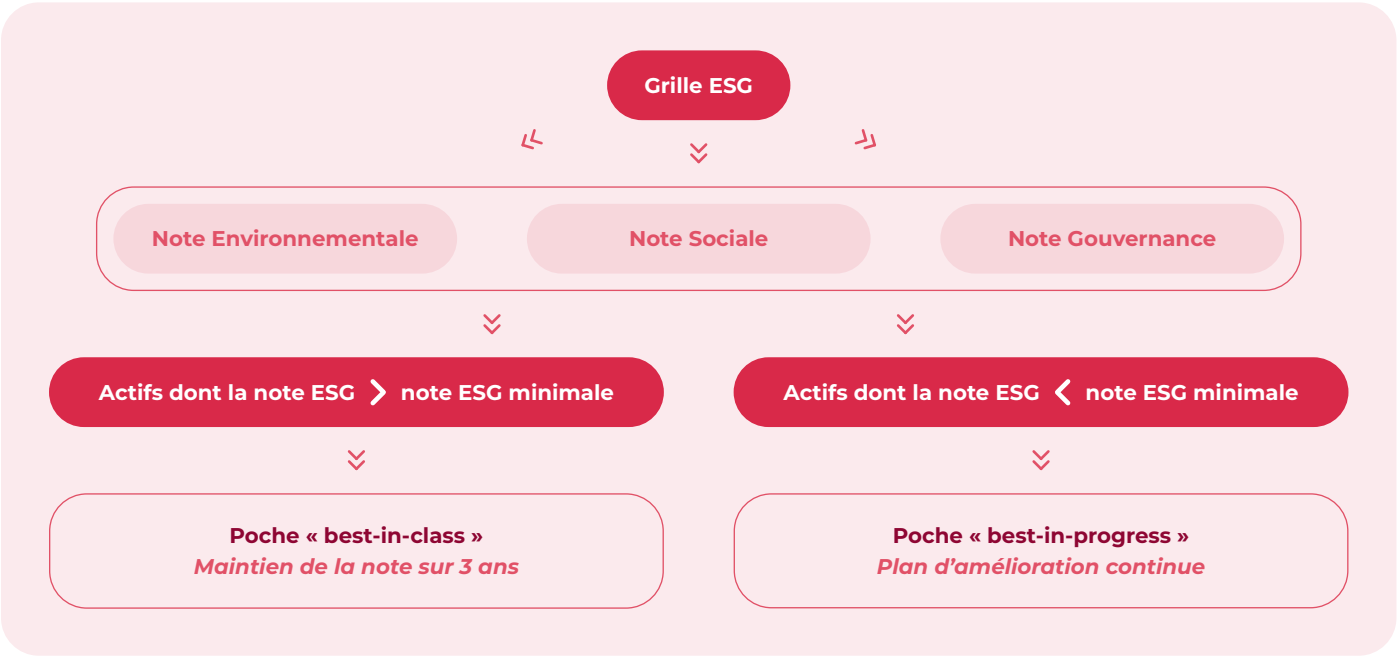 Grille ESG
Note Environnementale
Note Sociale
Note Gouvernance
Actifs dont la note ESG > note ESG minimale
Actifs dont la note ESG < note ESG minimale
Poche « best-in-class »
Maintien de la note sur 3 ans
Poche « best-in-progress »
Plan d’amélioration continue